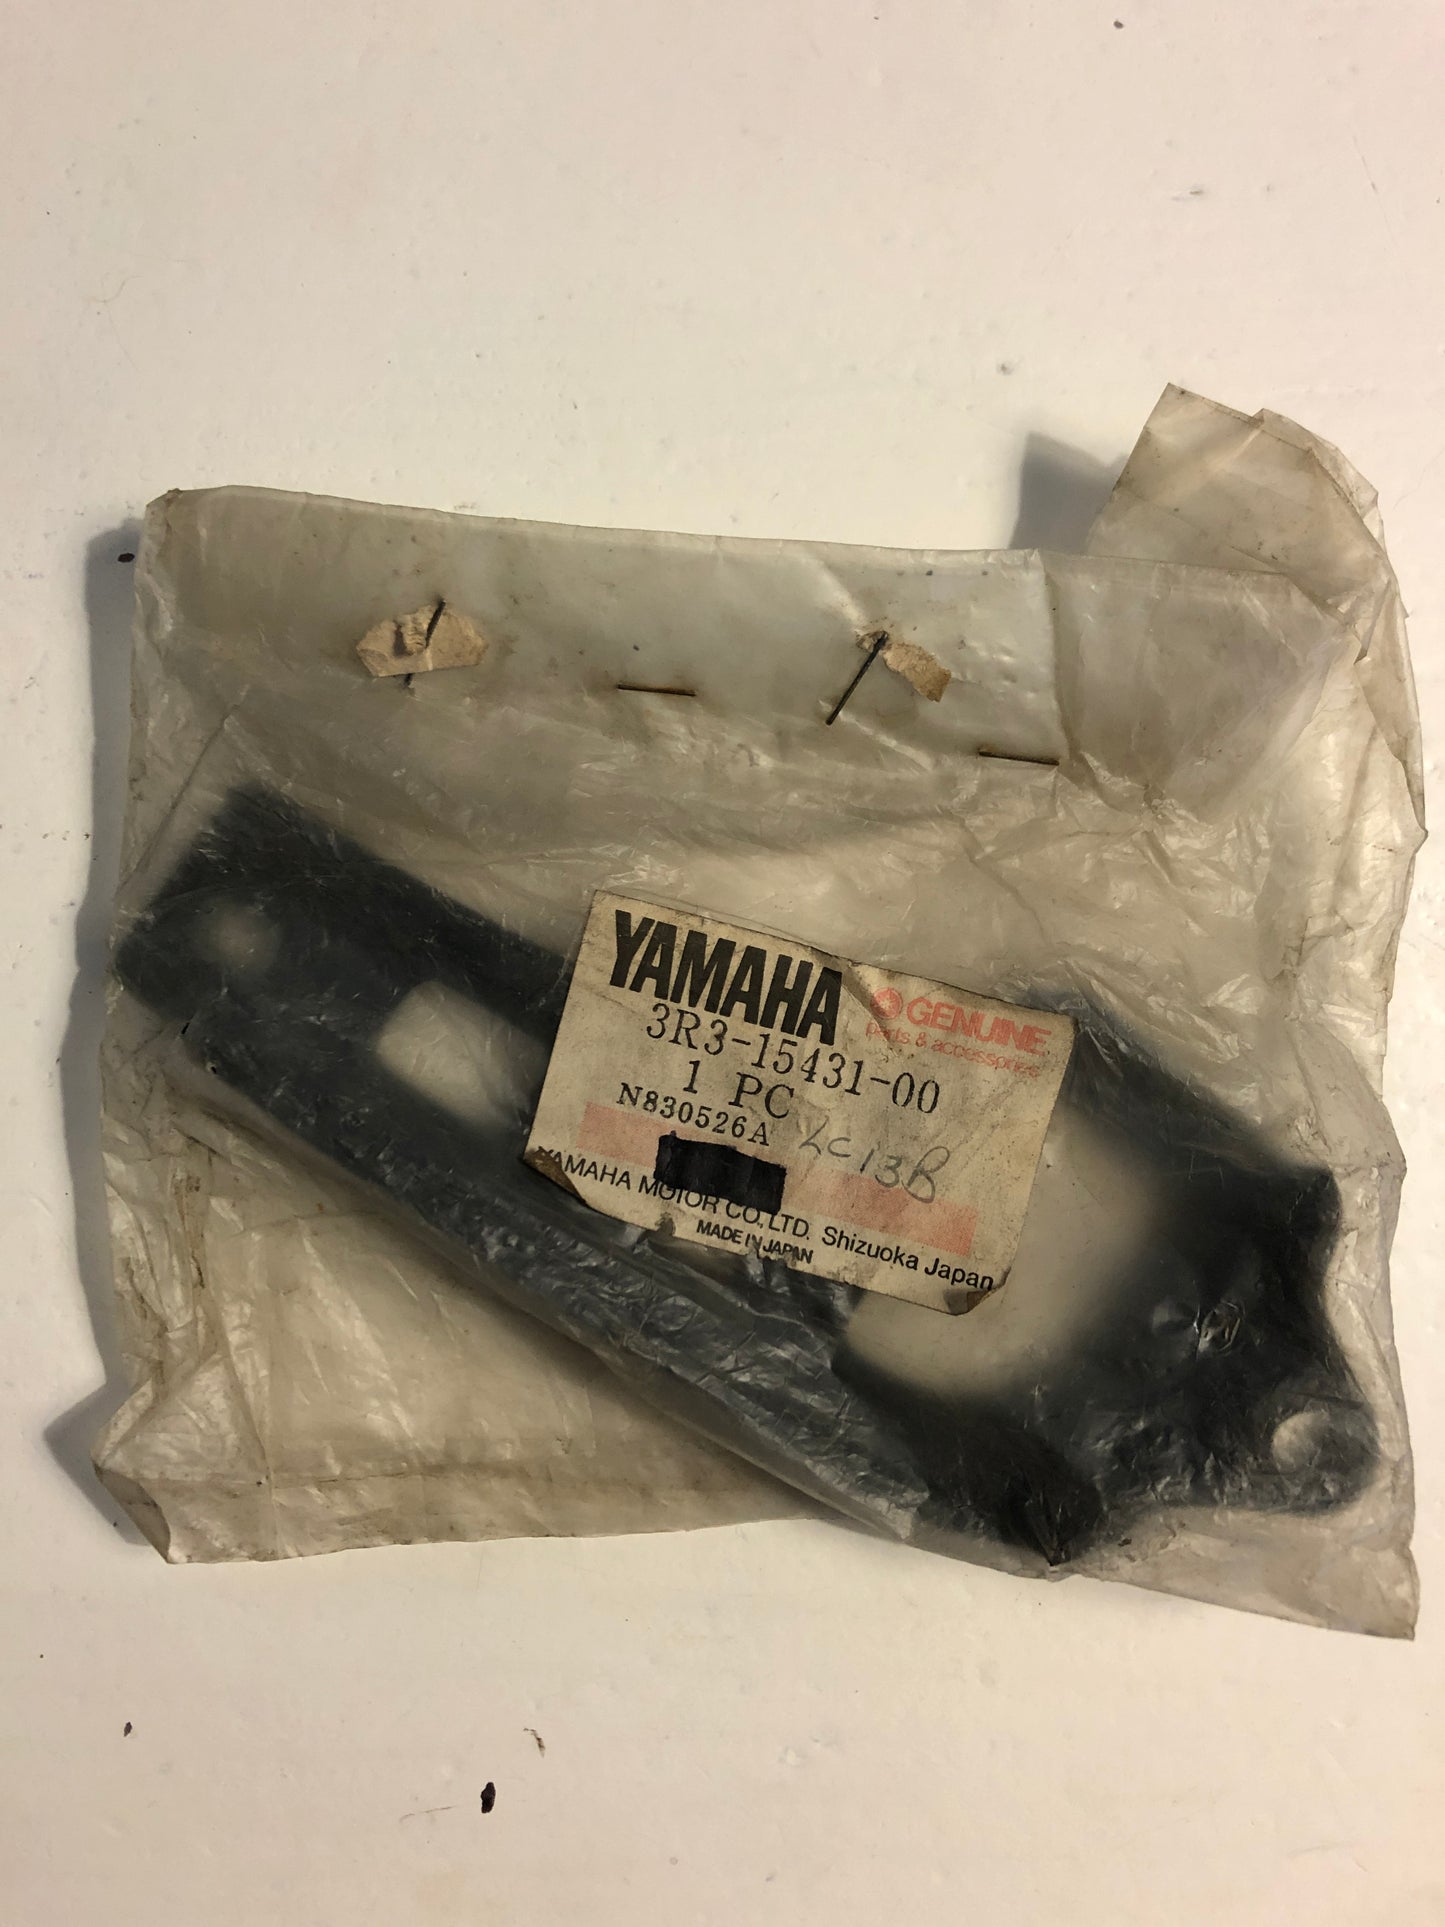 YAMAHA
GENUINE
parts & accessories
3R3-15431-00
1 PC
N830526A
LC13B
YAMAHA MOTOR CO.,LTD. Shizuoka Japan
MADE IN JAPAN